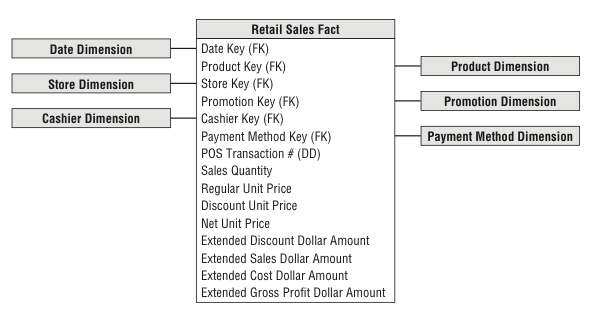 Retail Sales Fact
Date Key (FK)
Product Key (FK)
Store Key (FK)
Promotion Key (FK)
Cashier Key (FK)
Payment Method Key (FK)
POS Transaction # (DD)
Sales Quantity
Regular Unit Price
Discount Unit Price
Net Unit Price
Extended Discount Dollar Amount
Extended Sales Dollar Amount
Extended Cost Dollar Amount
Extended Gross Profit Dollar Amount
Date Dimension
Store Dimension
Cashier Dimension
Product Dimension
Promotion Dimension
Payment Method Dimension